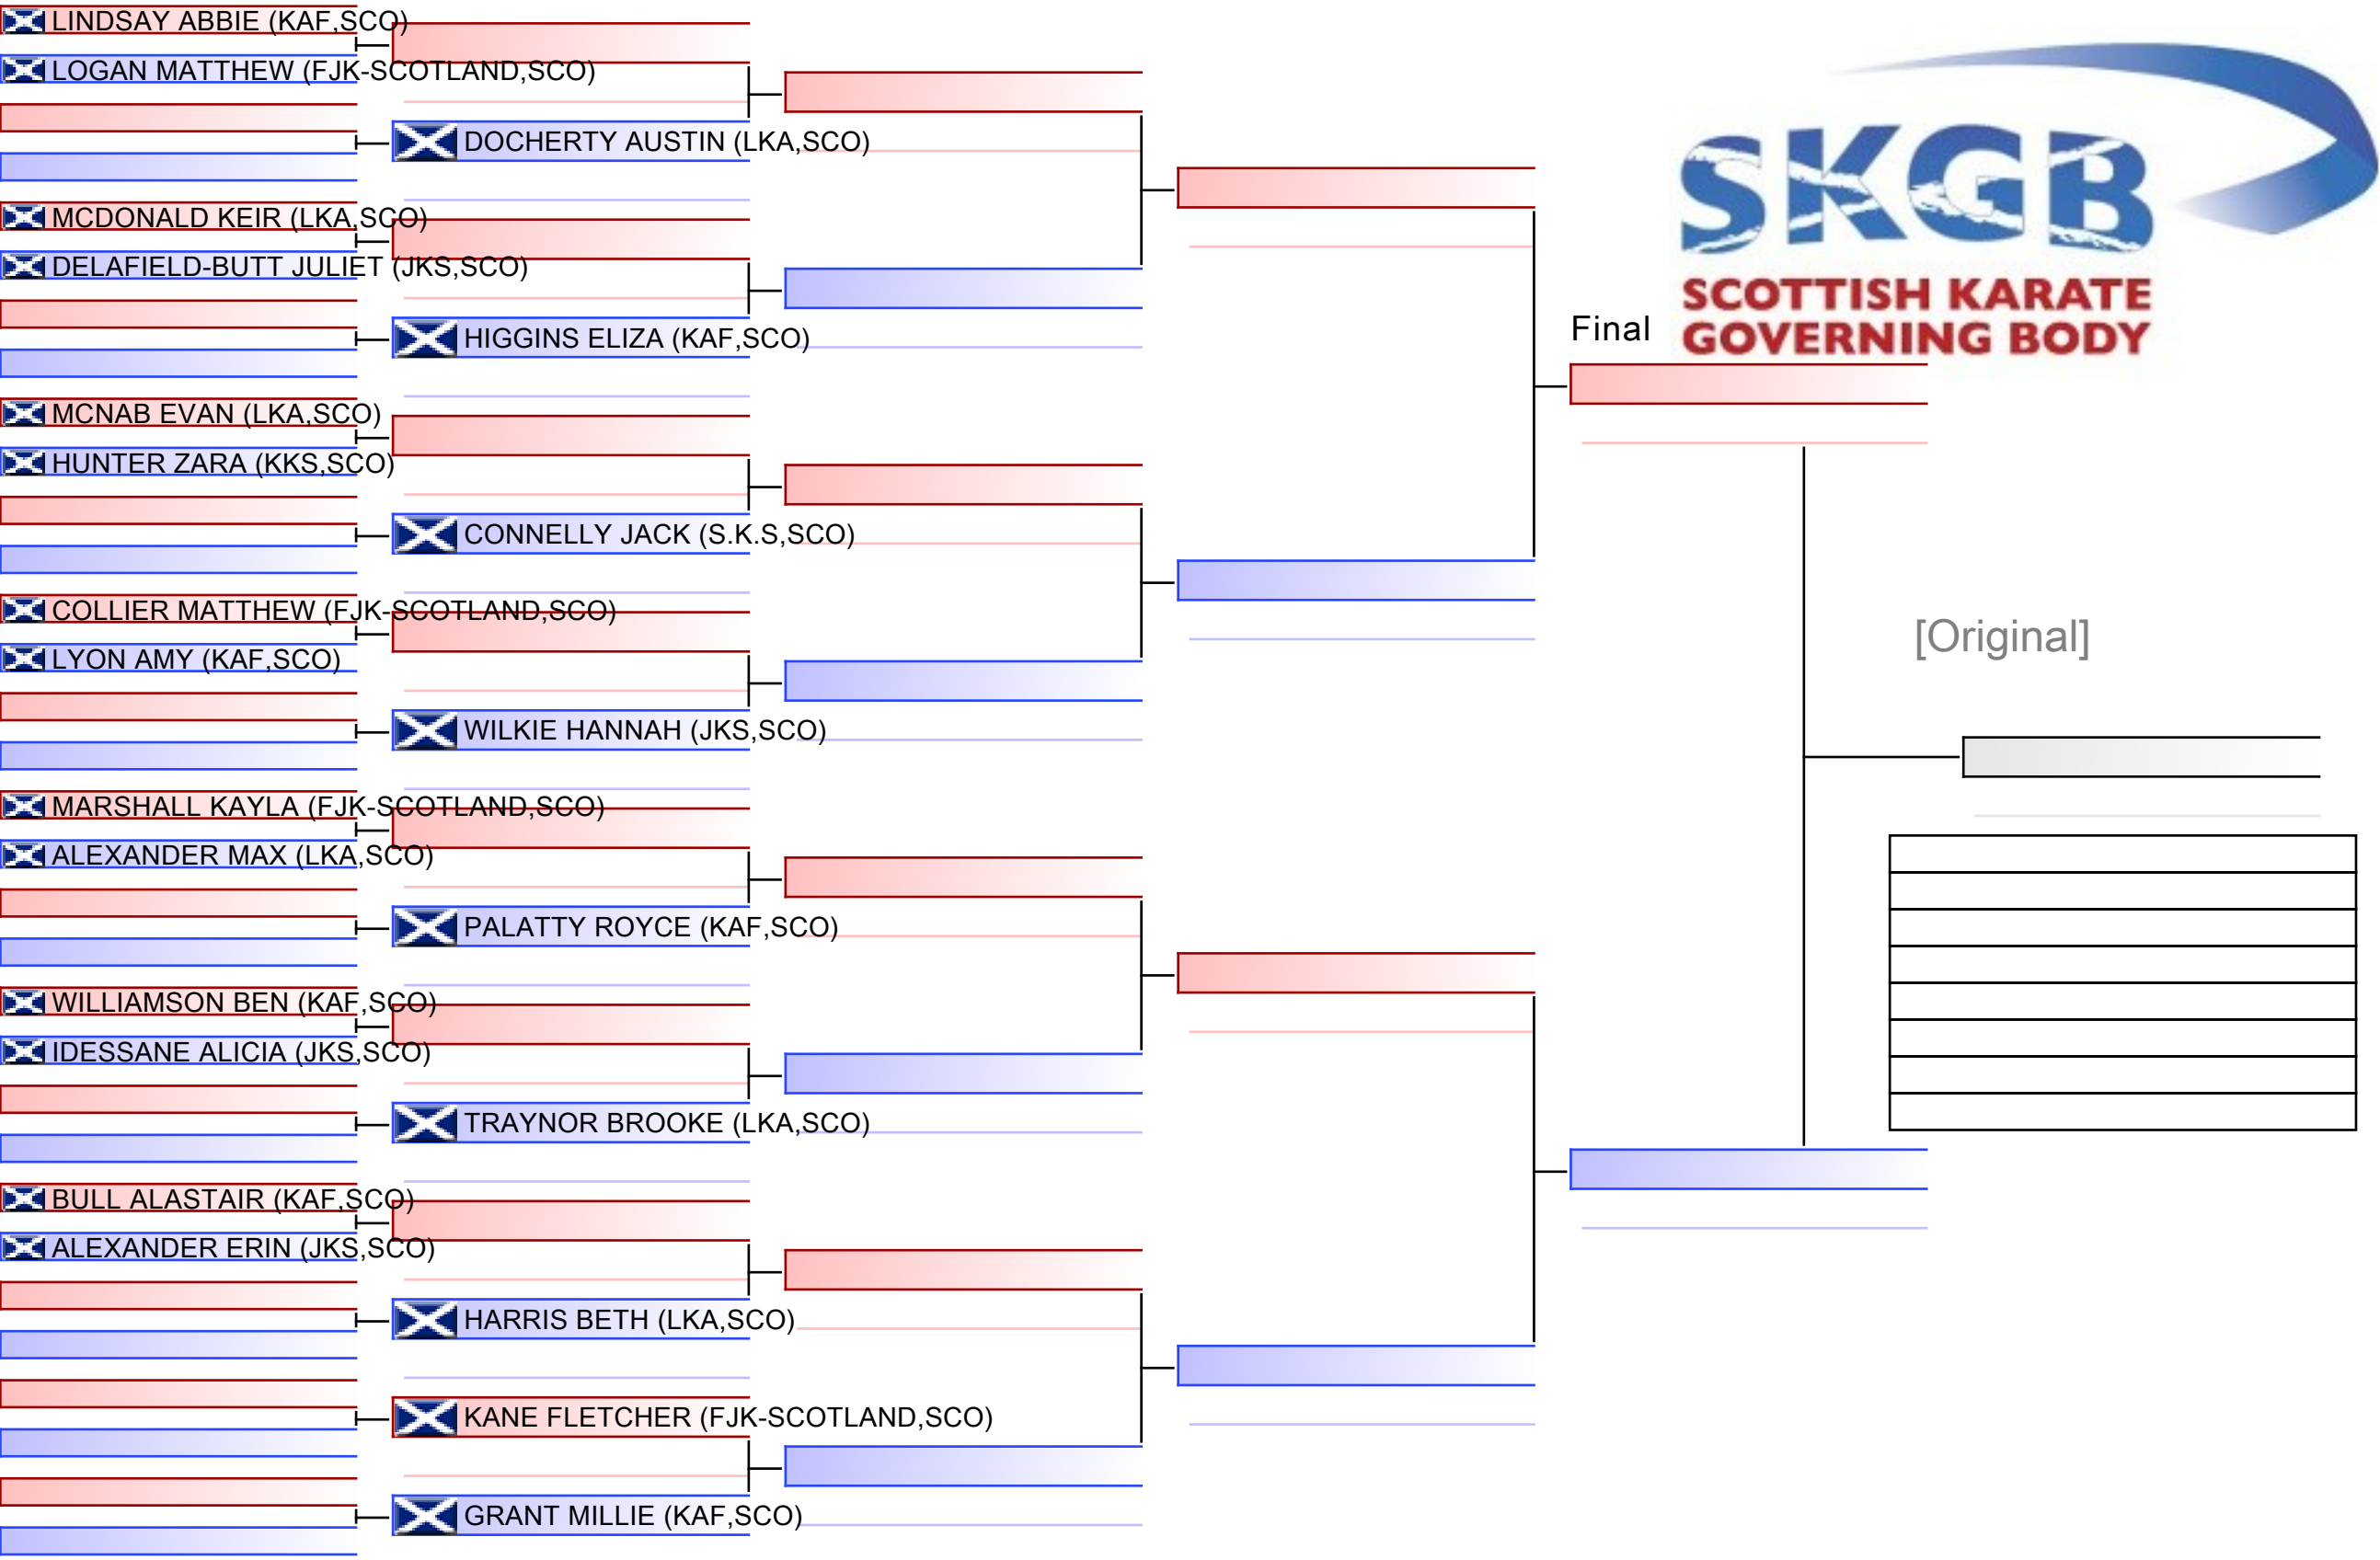 LINDSAY ABBIE (KAF,SCO)
LOGAN MATTHEW (FJK-SCOTLAND,SCO)
DOCHERTY AUSTIN (LKA,SCO)
MCDONALD KEIR (LKA,SCO)
DELAFIELD-BUTT JULIET (JKS,SCO)
HIGGINS ELIZA (KAF,SCO)
MCNAB EVAN (LKA,SCO)
HUNTER ZARA (KKS,SCO)
CONNELLY JACK (S.K.S,SCO)
COLLIER MATTHEW (FJK-SCOTLAND,SCO)
LYON AMY (KAF,SCO)
WILKIE HANNAH (JKS,SCO)
MARSHALL KAYLA (FJK-SCOTLAND,SCO)
ALEXANDER MAX (LKA,SCO)
PALATTY ROYCE (KAF,SCO)
WILLIAMSON BEN (KAF,SCO)
IDESSANE ALICIA (JKS,SCO)
TRAYNOR BROOKE (LKA,SCO)
BULL ALASTAIR (KAF,SCO)
ALEXANDER ERIN (JKS,SCO)
HARRIS BETH (LKA,SCO)
KANE FLETCHER (FJK-SCOTLAND,SCO)
GRANT MILLIE (KAF,SCO)
SKGB
SCOTTISH KARATE
GOVERNING BODY
Final
[Original]